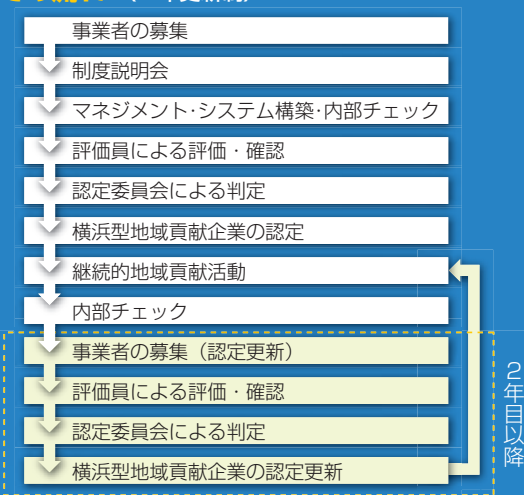 事業者の募集
制度説明会
マネジメント・システム構築・内部チェック
評価員による評価・確認
認定委員会による判定
横浜型地域貢献企業の認定
継続的地域貢献活動
内部チェック
事業者の募集（認定更新）
評価員による評価・確認
認定委員会による判定
横浜型地域貢献企業の認定更新
2年目以降